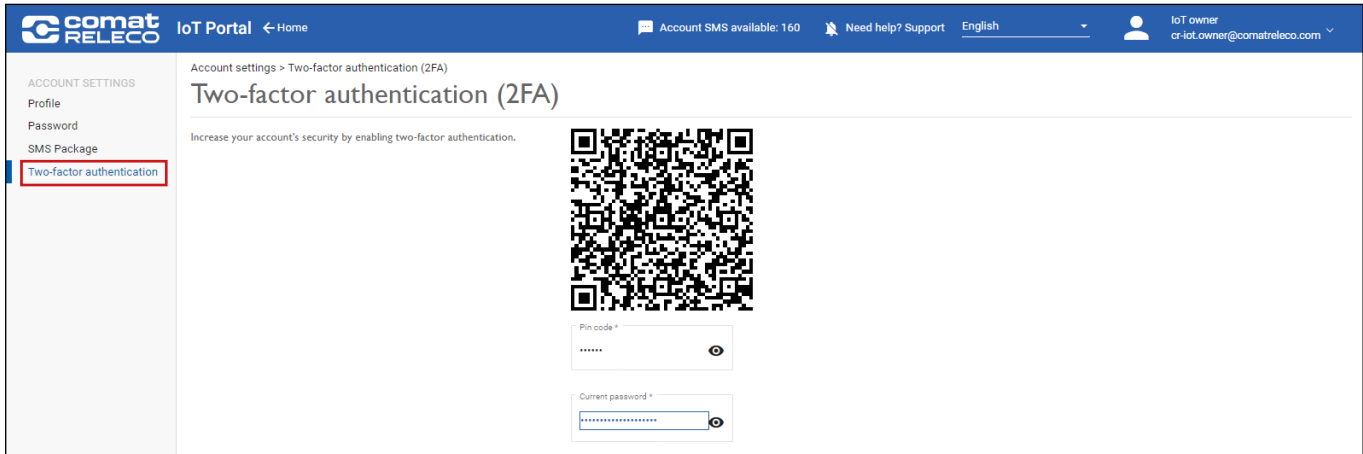 comat
RELECO
IoT Portal ←Home
Account SMS available: 160
Need help? Support
English
IoT owner
cr-iot.owner@comatreleco.com
ACCOUNT SETTINGS
Profile
Password
SMS Package
Two-factor authentication
Account settings > Two-factor authentication (2FA)
Two-factor authentication (2FA)
Increase your account's security by enabling two-factor authentication.
Pin code *
••••••
Current password *
••••••••••••••••••••